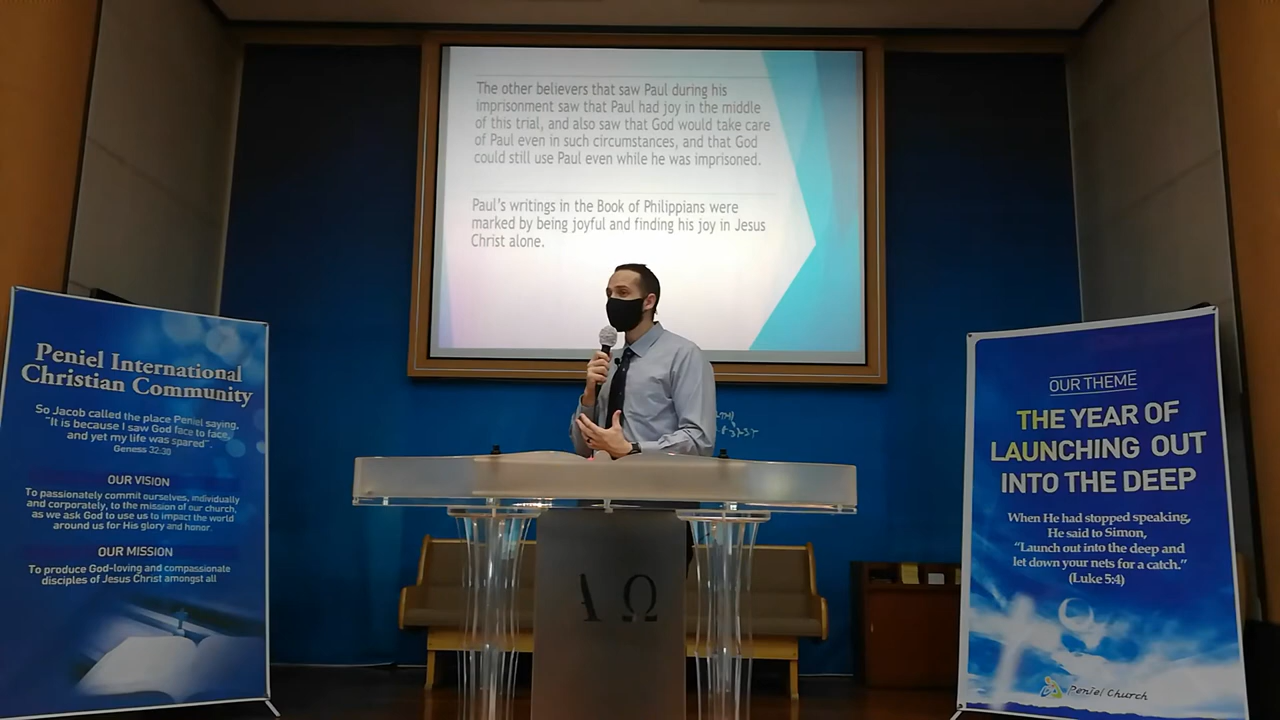 The other believers that saw Paul during his
imprisonment saw that Paul had joy in the middle
of this trial, and also saw that God would take care
of Paul even in such circumstances, and that God
could still use Paul even while he was imprisoned.
Paul's writings in the Book of Philippians were
marked by being joyful and finding his joy in Jesus
Christ alone.
Peniel International
Christian Community
So Jacob called the place Peniel saying,
"It is because I saw God face to face,
and yet my life was spared".
Geness 32:30
OUR VISION
To passionately commit ourselves, individually
and corporately, to the mission of our church,
as we ask God to use us to impact the world
around us for His glory and honor.
OUR MISSION
To produce God-loving and compassionate
disciples of Jesus Christ amongst all
Α Ω
OUR THEME
THE YEAR OF
LAUNCHING OUT
INTO THE DEEP
When He had stopped speaking,
He said to Simon,
"Launch out into the deep and
let down your nets for a catch."
(Luke 5:4)
Peniel Church